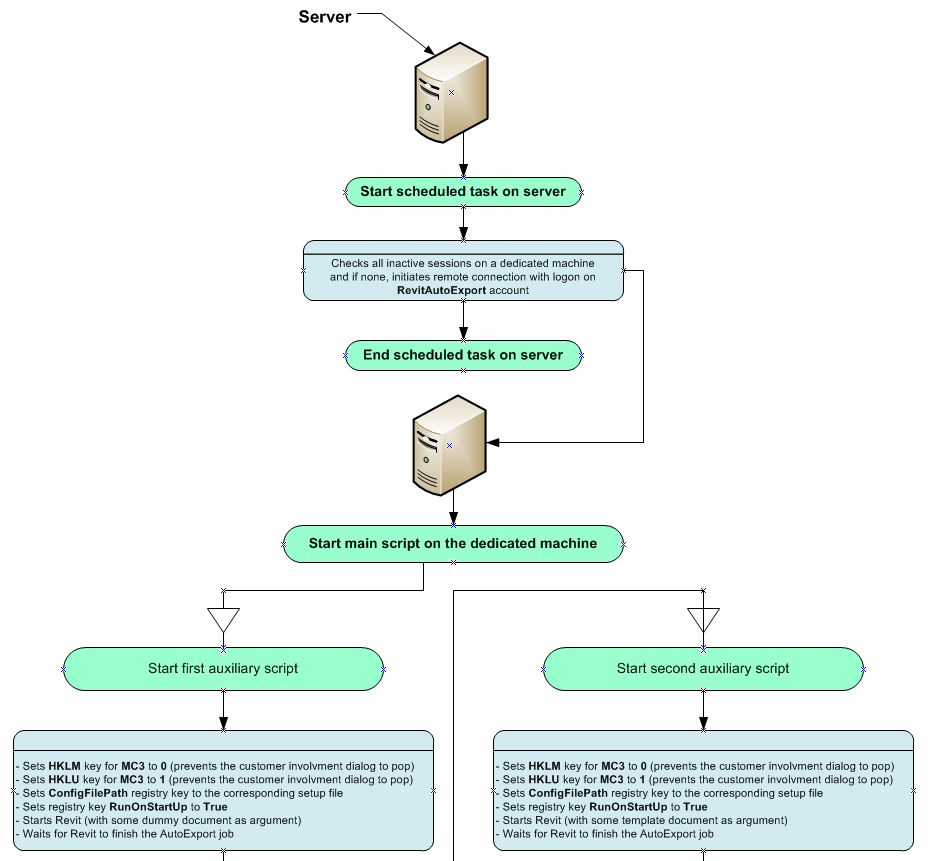 Server
Start scheduled task on server
Checks all inactive sessions on a dedicated machine
and if none, initiates remote connection with logon on
RevitAutoExport account
End scheduled task on server
Start main script on the dedicated machine
Start first auxiliary script
- Sets HKLM key for MC3 to 0 (prevents the customer involvment dialog to pop)
- Sets HKLU key for MC3 to 1 (prevents the customer involvment dialog to pop)
- Sets ConfigFilePath registry key to the corresponding setup file
- Sets registry key RunOnStartUp to True
- Starts Revit (with some dummy document as argument)
- Waits for Revit to finish the AutoExport job
Start second auxiliary script
- Sets HKLM key for MC3 to 0 (prevents the customer involvment dialog to pop)
- Sets HKLU key for MC3 to 1 (prevents the customer involvment dialog to pop)
- Sets ConfigFilePath registry key to the corresponding setup file
- Sets registry key RunOnStartUp to True
- Starts Revit (with some template document as argument)
- Waits for Revit to finish the AutoExport job